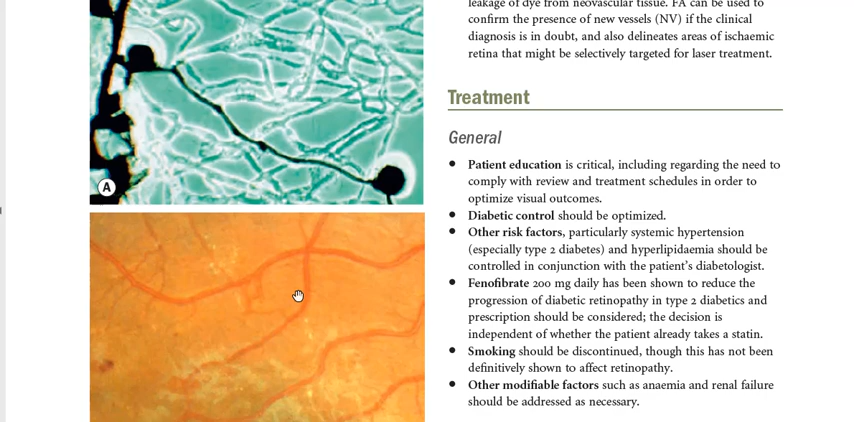 leakage of dye from neovascular tissue. FA can be used to
confirm the presence of new vessels (NV) if the clinical
diagnosis is in doubt, and also delineates areas of ischaemic
retina that might be selectively targeted for laser treatment.
Treatment
General
• Patient education is critical, including regarding the need to
comply with review and treatment schedules in order to
optimize visual outcomes.
• Diabetic control should be optimized.
• Other risk factors, particularly systemic hypertension
(especially type 2 diabetes) and hyperlipidaemia should be
controlled in conjunction with the patient's diabetologist.
• Fenofibrate 200 mg daily has been shown to reduce the
progression of diabetic retinopathy in type 2 diabetics and
prescription should be considered; the decision is
independent of whether the patient already takes a statin.
• Smoking should be discontinued, though this has not been
definitively shown to affect retinopathy.
• Other modifiable factors such as anaemia and renal failure
should be addressed as necessary.
A